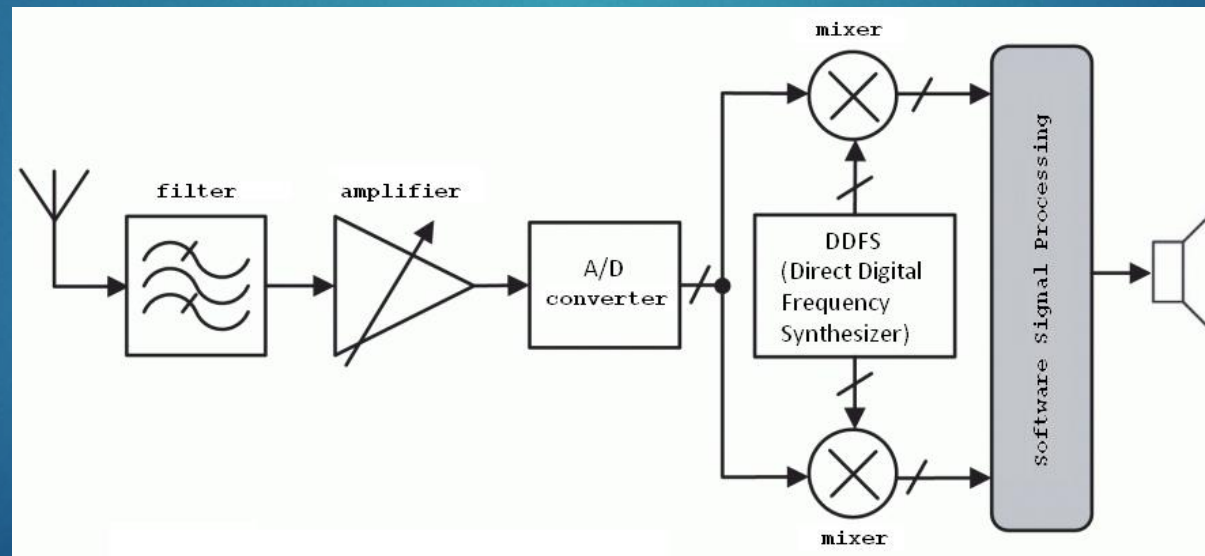 mixer
filter
amplifier
A/D
converter
DDFS
(Direct Digital
Frequency
Synthesizer)
mixer
Software Signal Processing